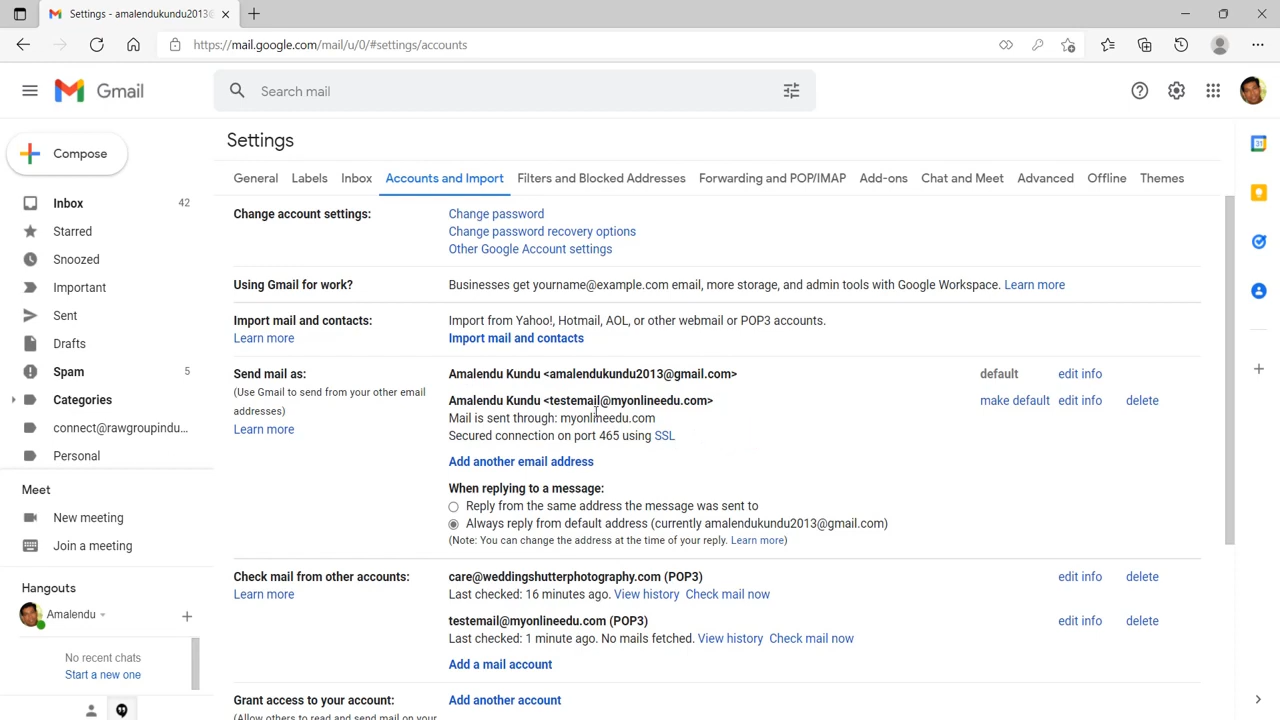 Settings - amalendukundu2013@
https://mail.google.com/mail/u/0/#settings/accounts
Gmail
Search mail
Compose
Inbox 42
Starred
Snoozed
Important
Sent
Drafts
Spam 5
Categories
connect@rawgroupindu...
Personal
Meet
New meeting
Join a meeting
Hangouts
Amalendu
No recent chats
Start a new one
Settings
General Labels Inbox Accounts and Import Filters and Blocked Addresses Forwarding and POP/IMAP Add-ons Chat and Meet Advanced Offline Themes
Change account settings: Change password
Change password recovery options
Other Google Account settings
Using Gmail for work? Businesses get yourname@example.com email, more storage, and admin tools with Google Workspace. Learn more
Import mail and contacts: Import from Yahoo!, Hotmail, AOL, or other webmail or POP3 accounts.
Learn more Import mail and contacts
Send mail as: Amalendu Kundu <amalendukundu2013@gmail.com> default edit info
(Use Gmail to send from your other email
addresses)
Learn more
Amalendu Kundu <testemail@myonlineedu.com> make default edit info delete
Mail is sent through: myonlineedu.com
Secured connection on port 465 using SSL
Add another email address
When replying to a message:
Reply from the same address the message was sent to
Always reply from default address (currently amalendukundu2013@gmail.com)
(Note: You can change the address at the time of your reply. Learn more)
Check mail from other accounts: care@weddingshutterphotography.com (POP3) edit info delete
Learn more Last checked: 16 minutes ago. View history Check mail now
testemail@myonlineedu.com (POP3) edit info delete
Last checked: 1 minute ago. No mails fetched. View history Check mail now
Add a mail account
Grant access to your account: Add another account
(Allow others to read and send mail on your
31